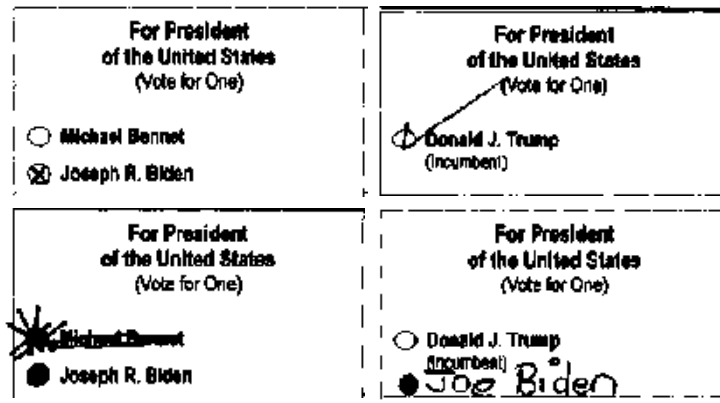 For President
of the United States
(Vote for One)
Michael Bennet
Joseph R. Biden
For President
of the United States
(Vote for One)
Donald J. Trump
(Incumbent)
For President
of the United States
(Vote for One)
Michael Bennet
Joseph R. Biden
For President
of the United States
(Vote for One)
Donald J. Trump
(Incumbent)
Joe Biden